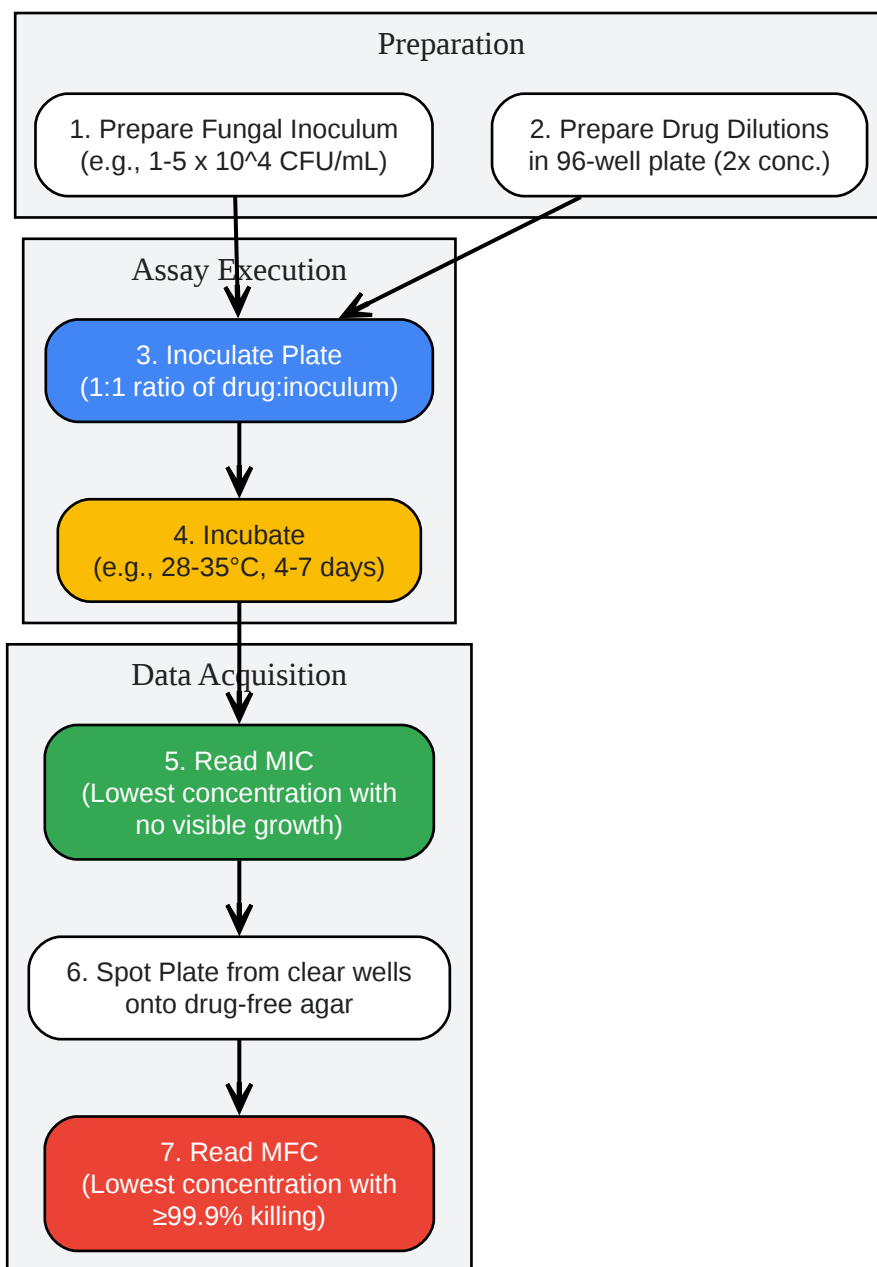 Preparation
1. Prepare Fungal Inoculum
(e.g., 1-5 x 10^4 CFU/mL)
2. Prepare Drug Dilutions
in 96-well plate (2x conc.)
Assay Execution
3. Inoculate Plate
(1:1 ratio of drug:inoculum)
4. Incubate
(e.g., 28-35°C, 4-7 days)
Data Acquisition
5. Read MIC
(Lowest concentration with
no visible growth)
6. Spot Plate from clear wells
onto drug-free agar
7. Read MFC
(Lowest concentration with
≥99.9% killing)